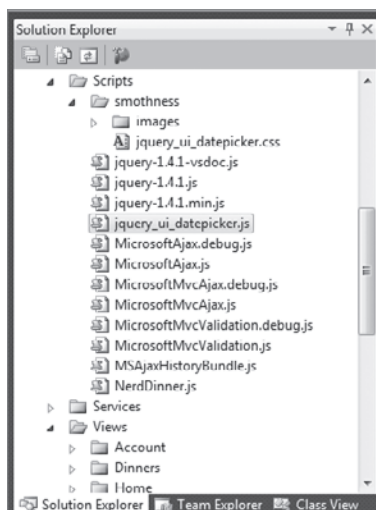 Solution Explorer
Scripts
smothness
images
jquery_ui_datepicker.css
jquery-1.4.1-vsdoc.js
jquery-1.4.1.js
jquery-1.4.1.min.js
jquery_ui_datepicker.js
MicrosoftAjax.debug.js
MicrosoftAjax.js
MicrosoftMvcAjax.debug.js
MicrosoftMvcAjax.js
MicrosoftMvcValidation.debug.js
MicrosoftMvcValidation.js
MSAjaxHistoryBundle.js
NerdDinner.js
Services
Views
Account
Dinners
Home
Solution Explorer Team Explorer Class View